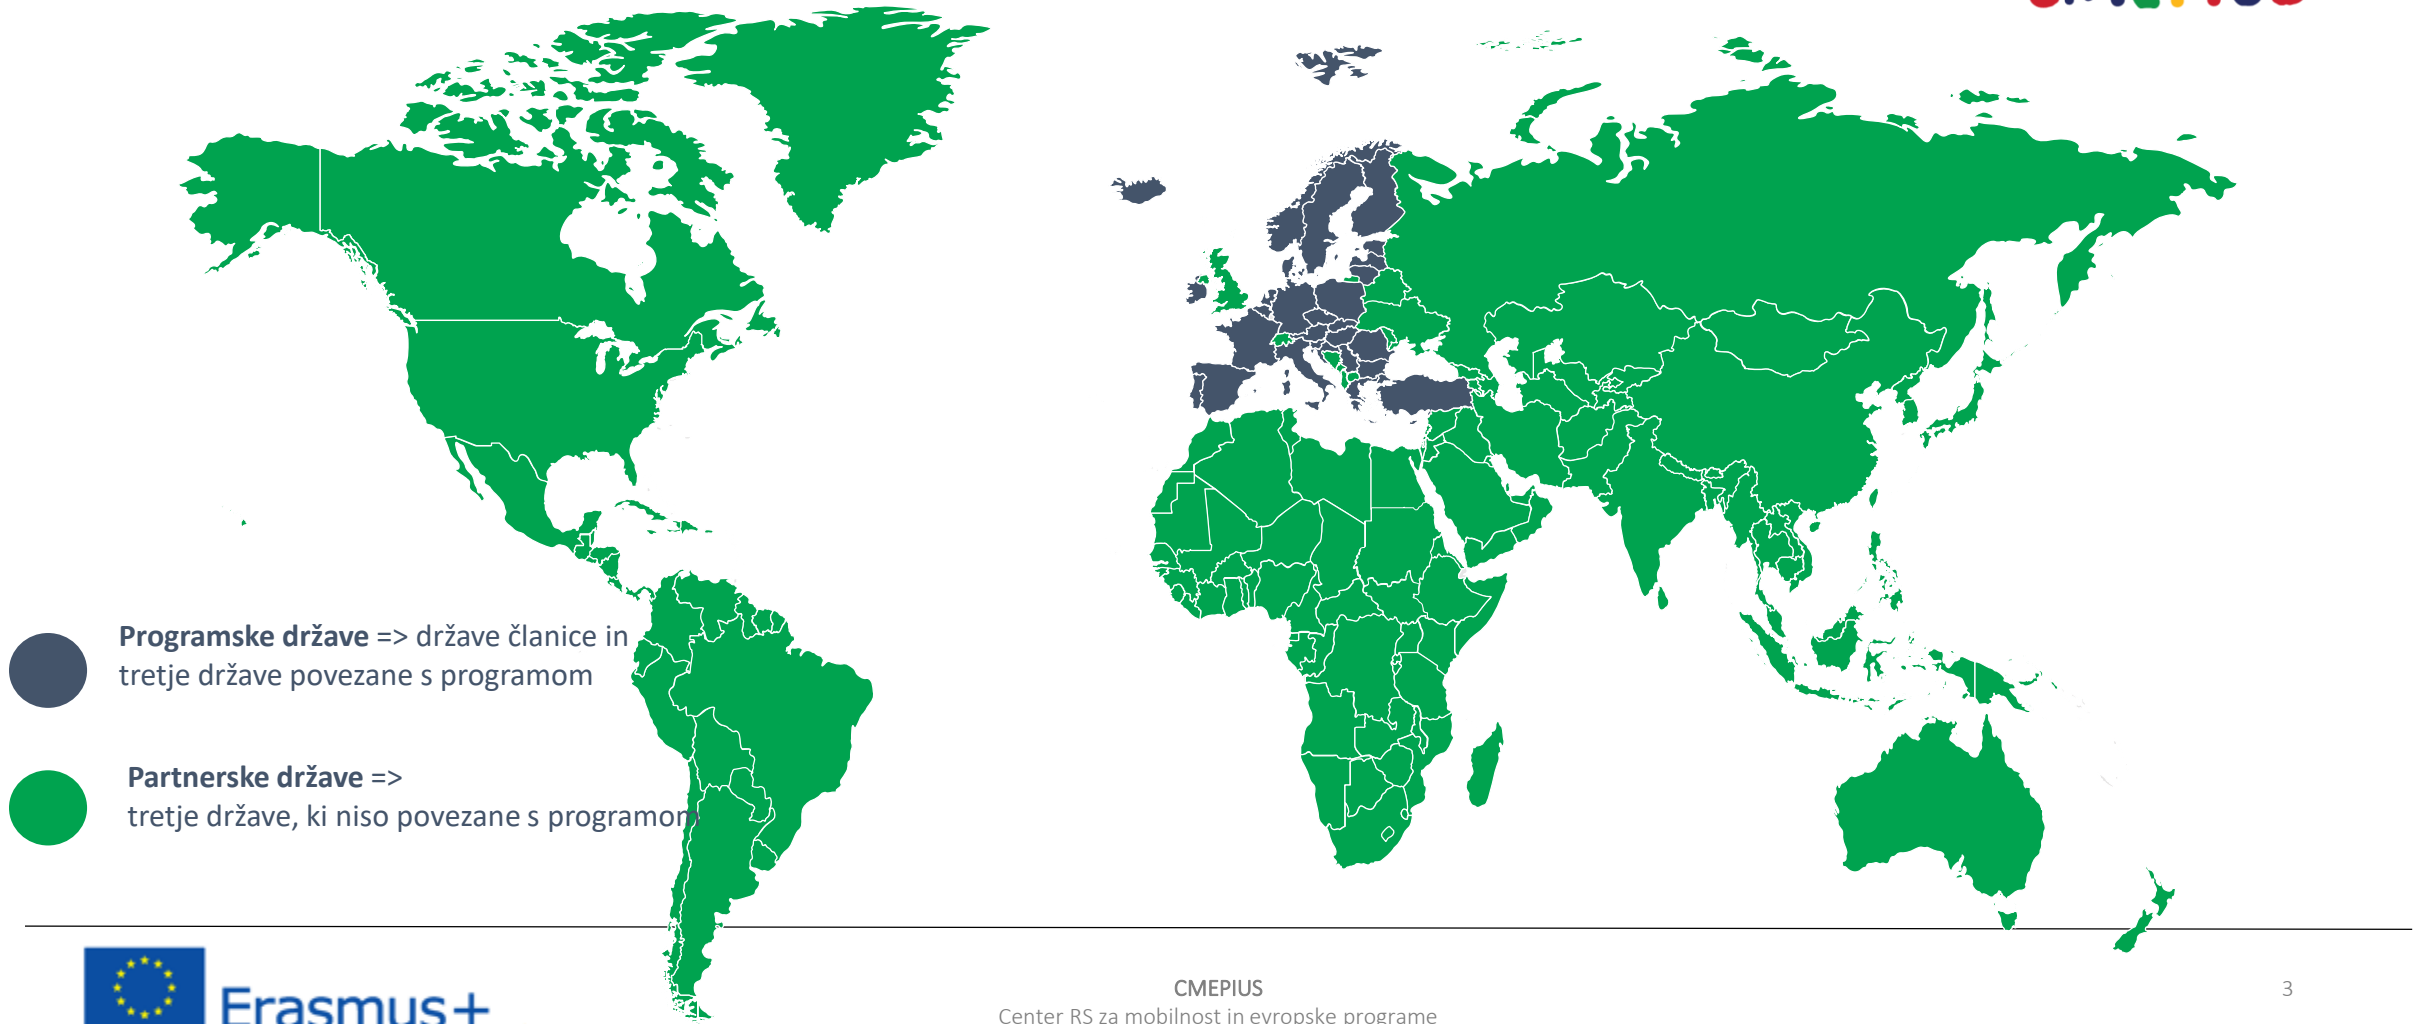 Programske države => države članice in
tretje države povezane s programom
Partnerske države =>
tretje države, ki niso povezane s programom
Erasmus+
CMEPIUS
Center RS za mobilnost in evropske programe
3